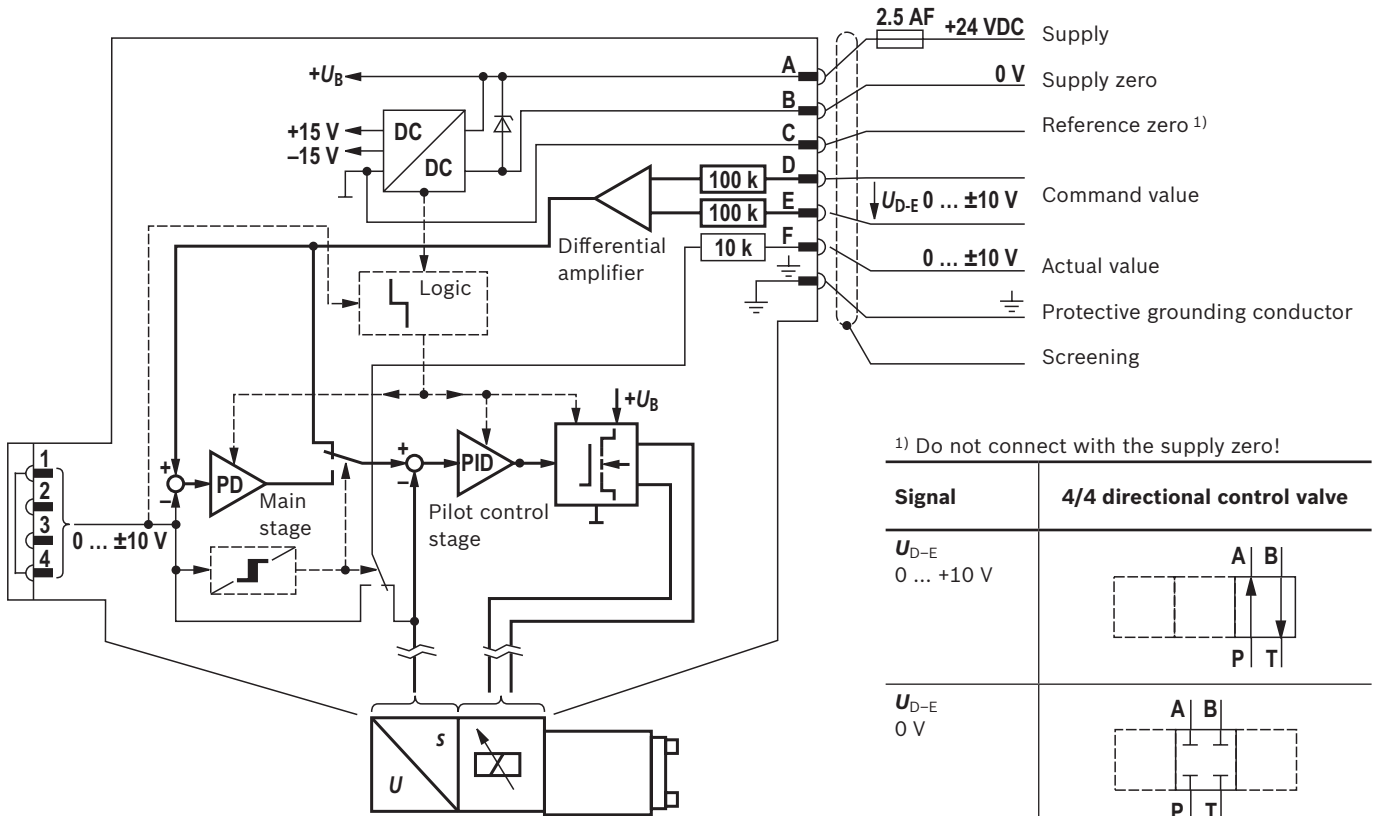 2.5 AF
+24 VDC
Supply
+UB
A
0 V
Supply zero
B
+15 V
DC
C
Reference zero 1)
–15 V
DC
D
100 k
E
100 k
UD-E 0 ... ±10 V
Command value
F
10 k
Differential
amplifier
0 ... ±10 V
Actual value
Logic
Protective grounding conductor
Screening
+UB
1) Do not connect with the supply zero!
1
2
3
4
0 ... ±10 V
+
–
PD
Main
stage
+
–
PID
Pilot control
stage
Signal
4/4 directional control valve
UD–E
0 ... +10 V
A B
P T
UD–E
0 V
A B
P T
S
U